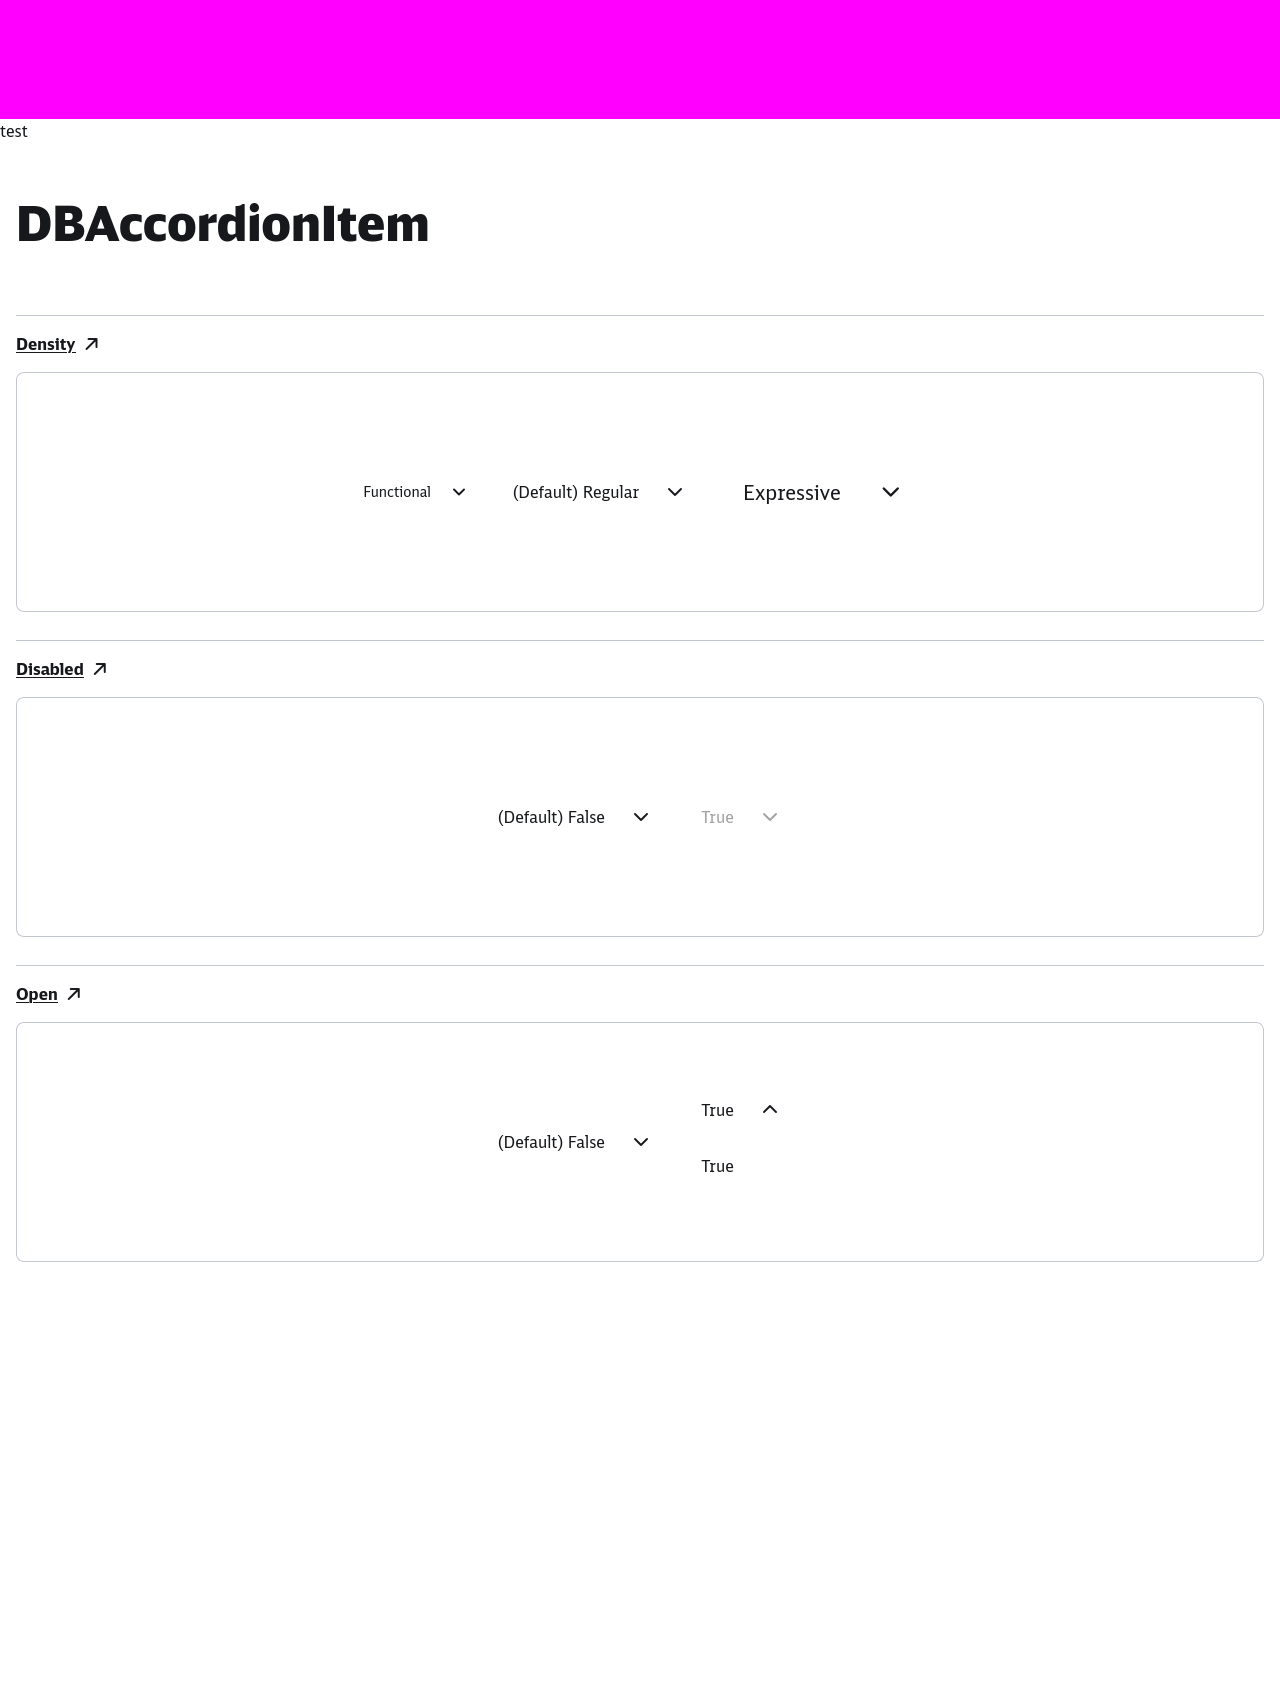 test
DBAccordionItem
Density
Functional (Default) Regular Expressive
Disabled
(Default) False True
Open
True
(Default) False
True